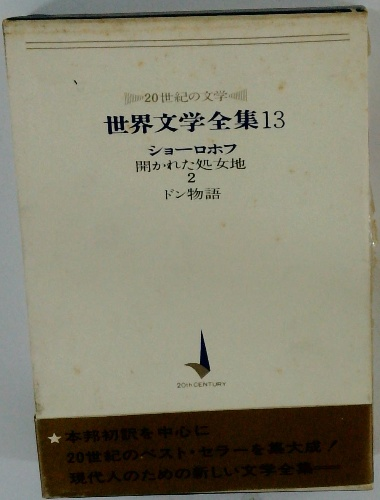 20世紀の文学
世界文学全集13
ショーロホフ
開かれた処女地
2
ドン物語
20TH CENTURY
★本邦初訳を中心に
20世紀のベスト・セラーを集大成!
現代人のための新しい文学全集──